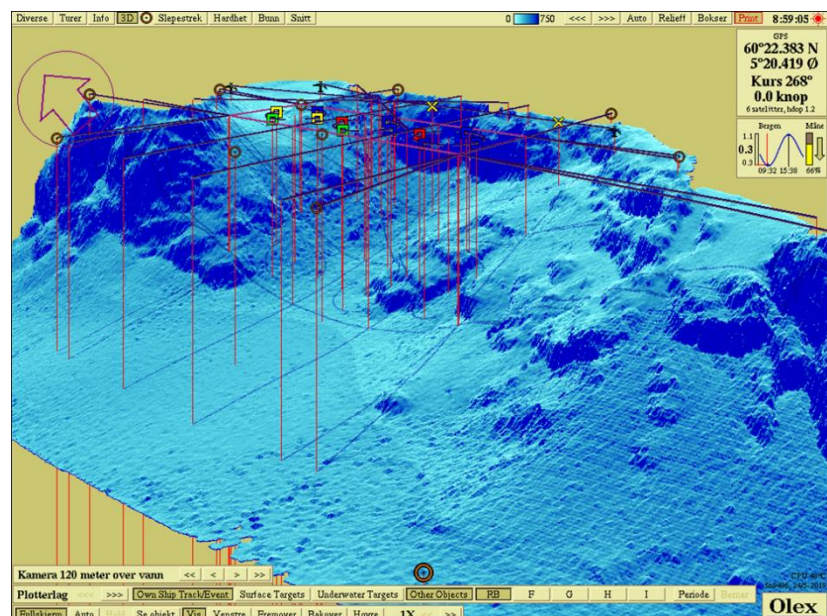 Diverse Turer Info 3D Slepestrek Hardhet Bunn Snitt 0 750 <<< >>> Auto Relieff Bokser Print 8:59:05
GPS
60°22.383 N
5°20.419 Ø
Kurs 268°
0.0 knop
6 satelitter, hdop 1.2
Bergen Måne
1.1
0.3
0.3
09:32 15:38 66%
Kamera 120 meter over vann << < > >>
Plotterlag <<< >>> Own Ship Track/Event Surface Targets Underwater Targets Other Objects RB F G H I Periode
Fullskjerm Auto Se objekt Vis Venstre Fremover Bakover Høyre 1X >>
Olex